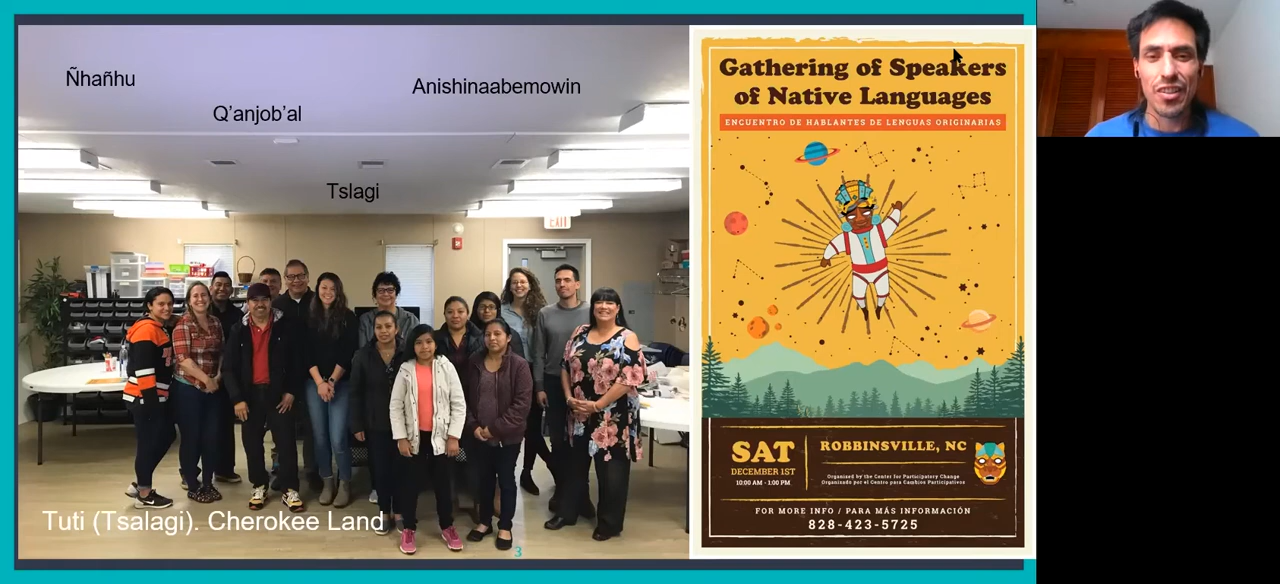 Ñhañhu
Anishinaabemowin
Q'anjob'al
Tslagi
EXIT
Tuti (Tsalagi). Cherokee Land
3
Gathering of Speakers
of Native Languages
ENCUENTRO DE HABLANTES DE LENGUAS ORIGINARIAS
SAT
DECEMBER 1ST
10:00 AM - 1:00 PM
ROBBINSVILLE, NC
Organized by the Center for Participatory Change
Organizado por el Centro para Cambios Participativos
FOR MORE INFO / PARA MÁS INFORMACIÓN
828-423-5725